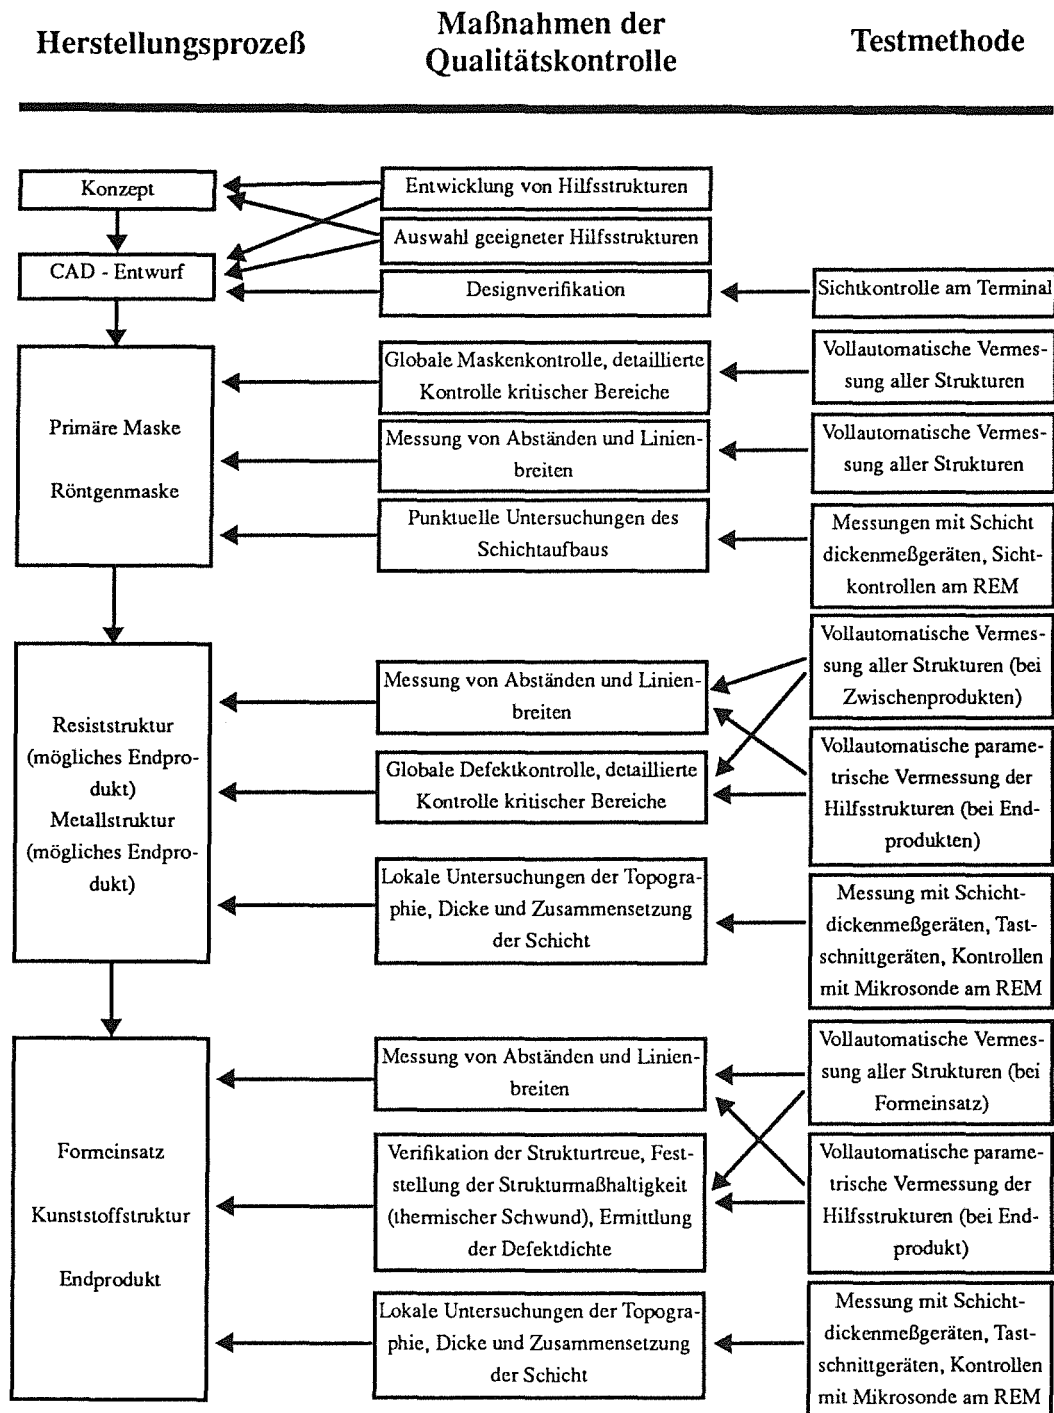 Herstellungsprozeß
Maßnahmen der
Qualitätskontrolle
Testmethode
Konzept
CAD - Entwurf
Entwicklung von Hilfsstrukturen
Auswahl geeigneter Hilfsstrukturen
Designverifikation
Sichtkontrolle am Terminal
Primäre Maske
Röntgenmaske
Globale Maskenkontrolle, detaillierte
Kontrolle kritischer Bereiche
Vollautomatische Vermes-
sung aller Strukturen
Messung von Abständen und Linien-
breiten
Vollautomatische Vermes-
sung aller Strukturen
Punktuelle Untersuchungen des
Schichtaufbaus
Messungen mit Schicht
dickenmeßgeräten, Sicht-
kontrollen am REM
Resiststruktur
(mögliches Endpro-
dukt)
Metallstruktur
(mögliches Endpro-
dukt)
Messung von Abständen und Linien-
breiten
Vollautomatische Vermes-
sung aller Strukturen (bei
Zwischenprodukten)
Globale Defektkontrolle, detaillierte
Kontrolle kritischer Bereiche
Vollautomatische parame-
trische Vermessung der
Hilfsstrukturen (bei End-
produkten)
Lokale Untersuchungen der Topogra-
phie, Dicke und Zusammensetzung
der Schicht
Messung mit Schicht-
dickenmeßgeräten, Tast-
schnittgeräten, Kontrollen
mit Mikrosonde am REM
Formeinsatz
Kunststoffstruktur
Endprodukt
Messung von Abständen und Linien-
breiten
Vollautomatische Vermes-
sung aller Strukturen (bei
Formeinsatz)
Verifikation der Strukturtreue, Fest-
stellung der Strukturmaßhaltigkeit
(thermischer Schwund), Ermittlung
der Defektdichte
Vollautomatische parame-
trische Vermessung der
Hilfsstrukturen (bei End-
produkt)
Lokale Untersuchungen der Topogra-
phie, Dicke und Zusammensetzung
der Schicht
Messung mit Schicht-
dickenmeßgeräten, Tast-
schnittgeräten, Kontrollen
mit Mikrosonde am REM